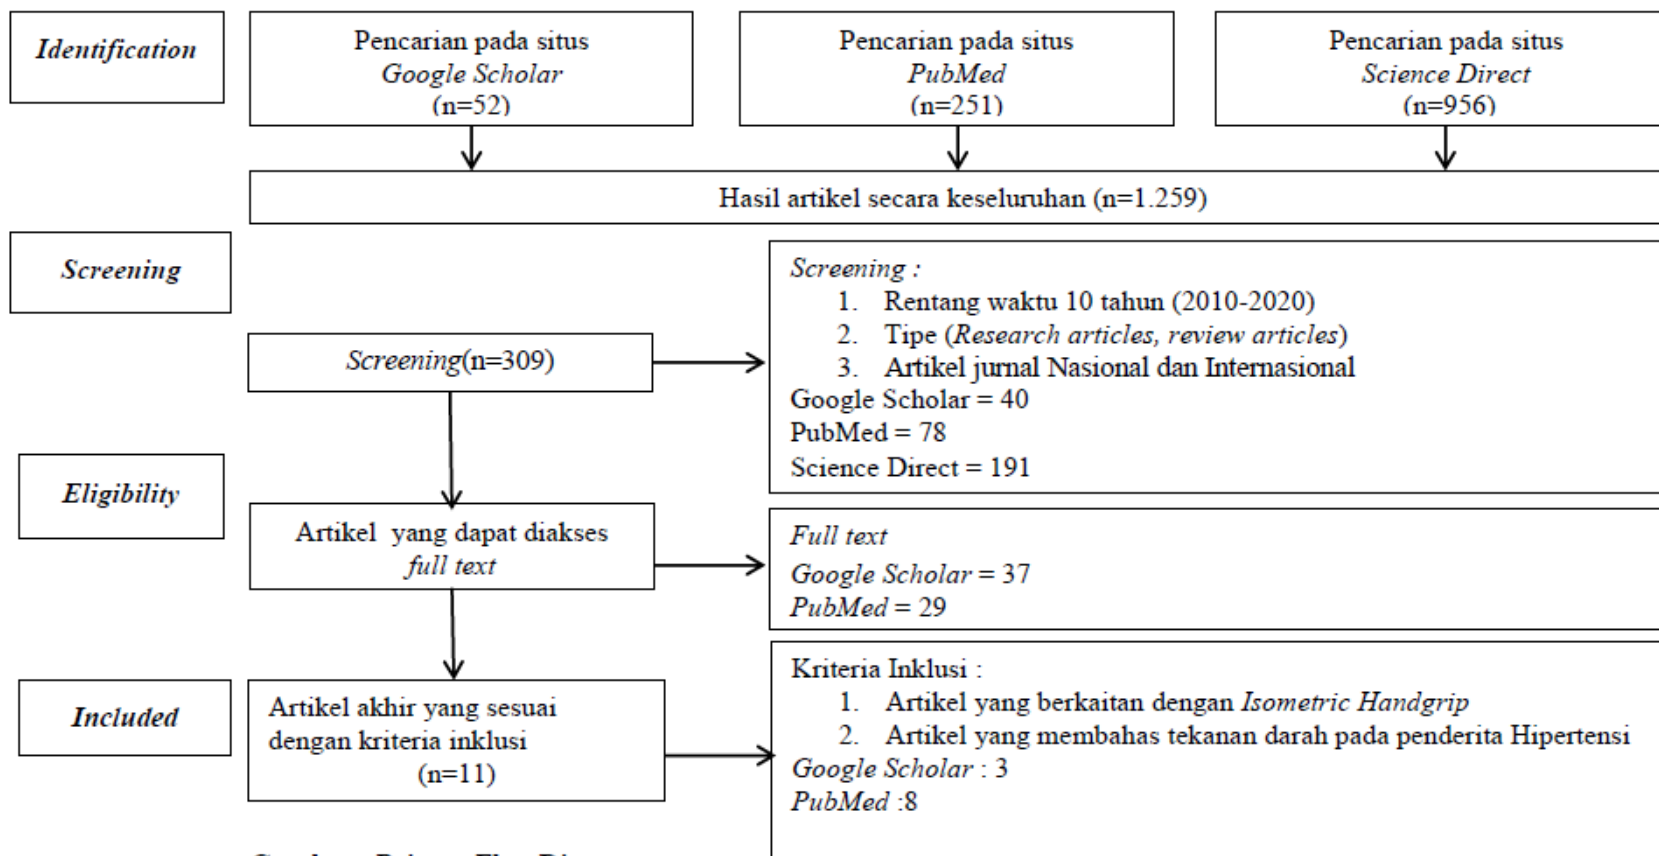 Identification
Pencarian pada situs
Google Scholar
(n=52)
Pencarian pada situs
PubMed
(n=251)
Pencarian pada situs
Science Direct
(n=956)
Hasil artikel secara keseluruhan (n=1.259)
Screening
Screening :
1. Rentang waktu 10 tahun (2010-2020)
2. Tipe (Research articles, review articles)
3. Artikel jurnal Nasional dan Internasional
Google Scholar = 40
PubMed = 78
Science Direct = 191
Screening(n=309)
Eligibility
Artikel yang dapat diakses
full text
Full text
Google Scholar = 37
PubMed = 29
Included
Artikel akhir yang sesuai
dengan kriteria inklusi
(n=11)
Kriteria Inklusi :
1. Artikel yang berkaitan dengan Isometric Handgrip
2. Artikel yang membahas tekanan darah pada penderita Hipertensi
Google Scholar : 3
PubMed :8